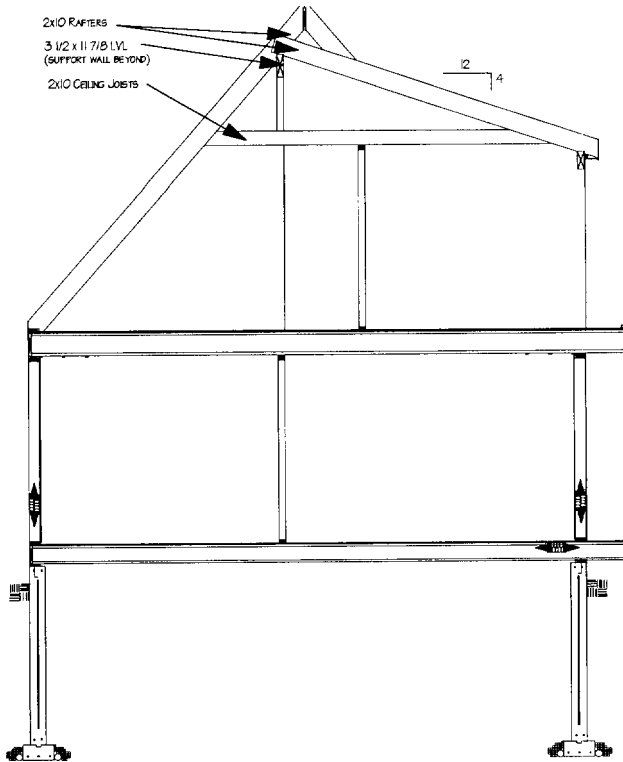 2x10 RAFTERS
3 1/2 x 11 7/8 LVL
(SUPPORT WALL BEYOND)
2x10 CEILING JOISTS
12
4